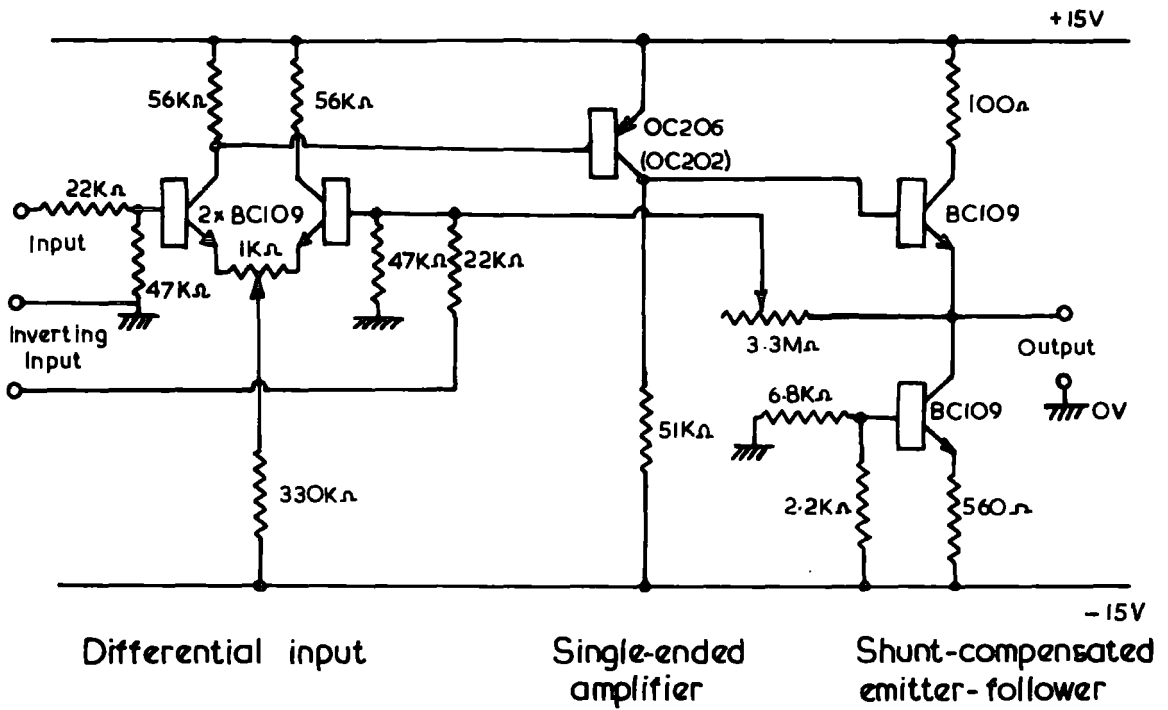 +15V
56KΩ
56KΩ
100Ω
OC206
(OC202)
22KΩ
2× BC109
BC109
Input
1KΩ
47KΩ
47KΩ
22KΩ
Inverting
Input
3·3MΩ
Output
6.8KΩ
BC109
0V
51KΩ
330KΩ
2·2KΩ
560Ω
-15V
Differential input
Single-ended
amplifier
Shunt-compensated
emitter-follower